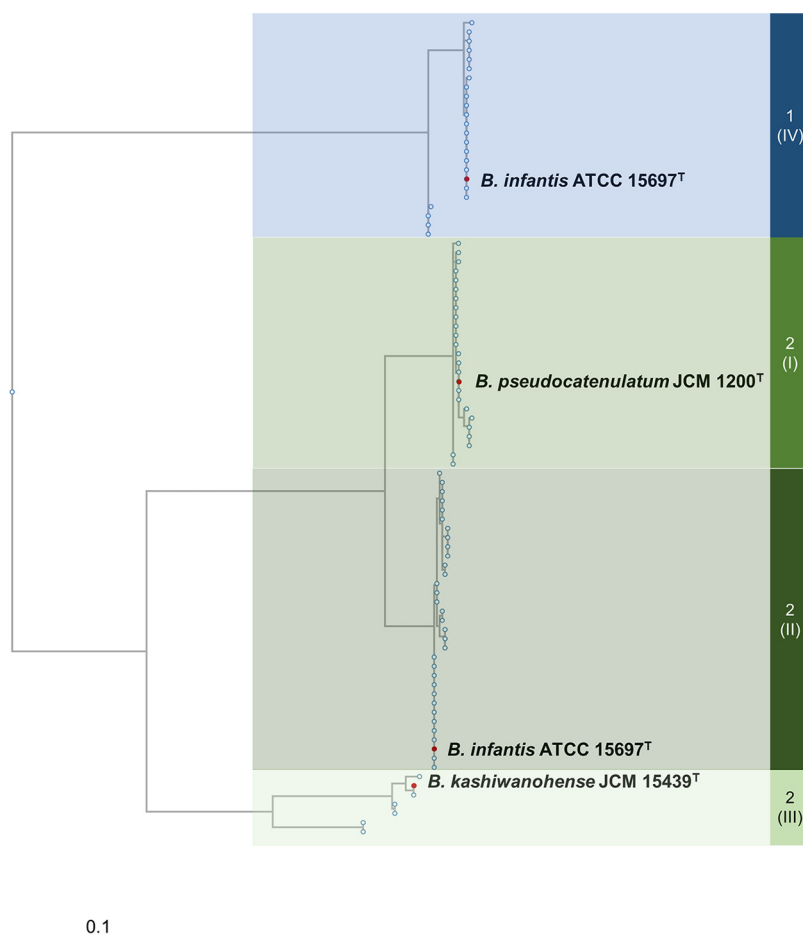 1
(IV)
B. infantis ATCC 15697ᵀ
2
(I)
B. pseudocatenulatum JCM 1200ᵀ
2
(II)
B. infantis ATCC 15697ᵀ
B. kashiwanohense JCM 15439ᵀ
2
(III)
0.1